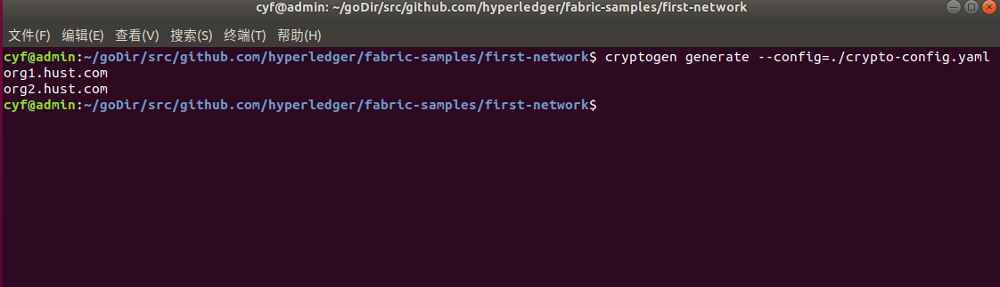 cyf@admin: ~/goDir/src/github.com/hyperledger/fabric-samples/first-network
文件(F) 编辑(E) 查看(V) 搜索(S) 终端(T) 帮助(H)
cyf@admin:~/goDir/src/github.com/hyperledger/fabric-samples/first-network$ cryptogen generate --config=./crypto-config.yaml
org1.hust.com
org2.hust.com
cyf@admin:~/goDir/src/github.com/hyperledger/fabric-samples/first-network$